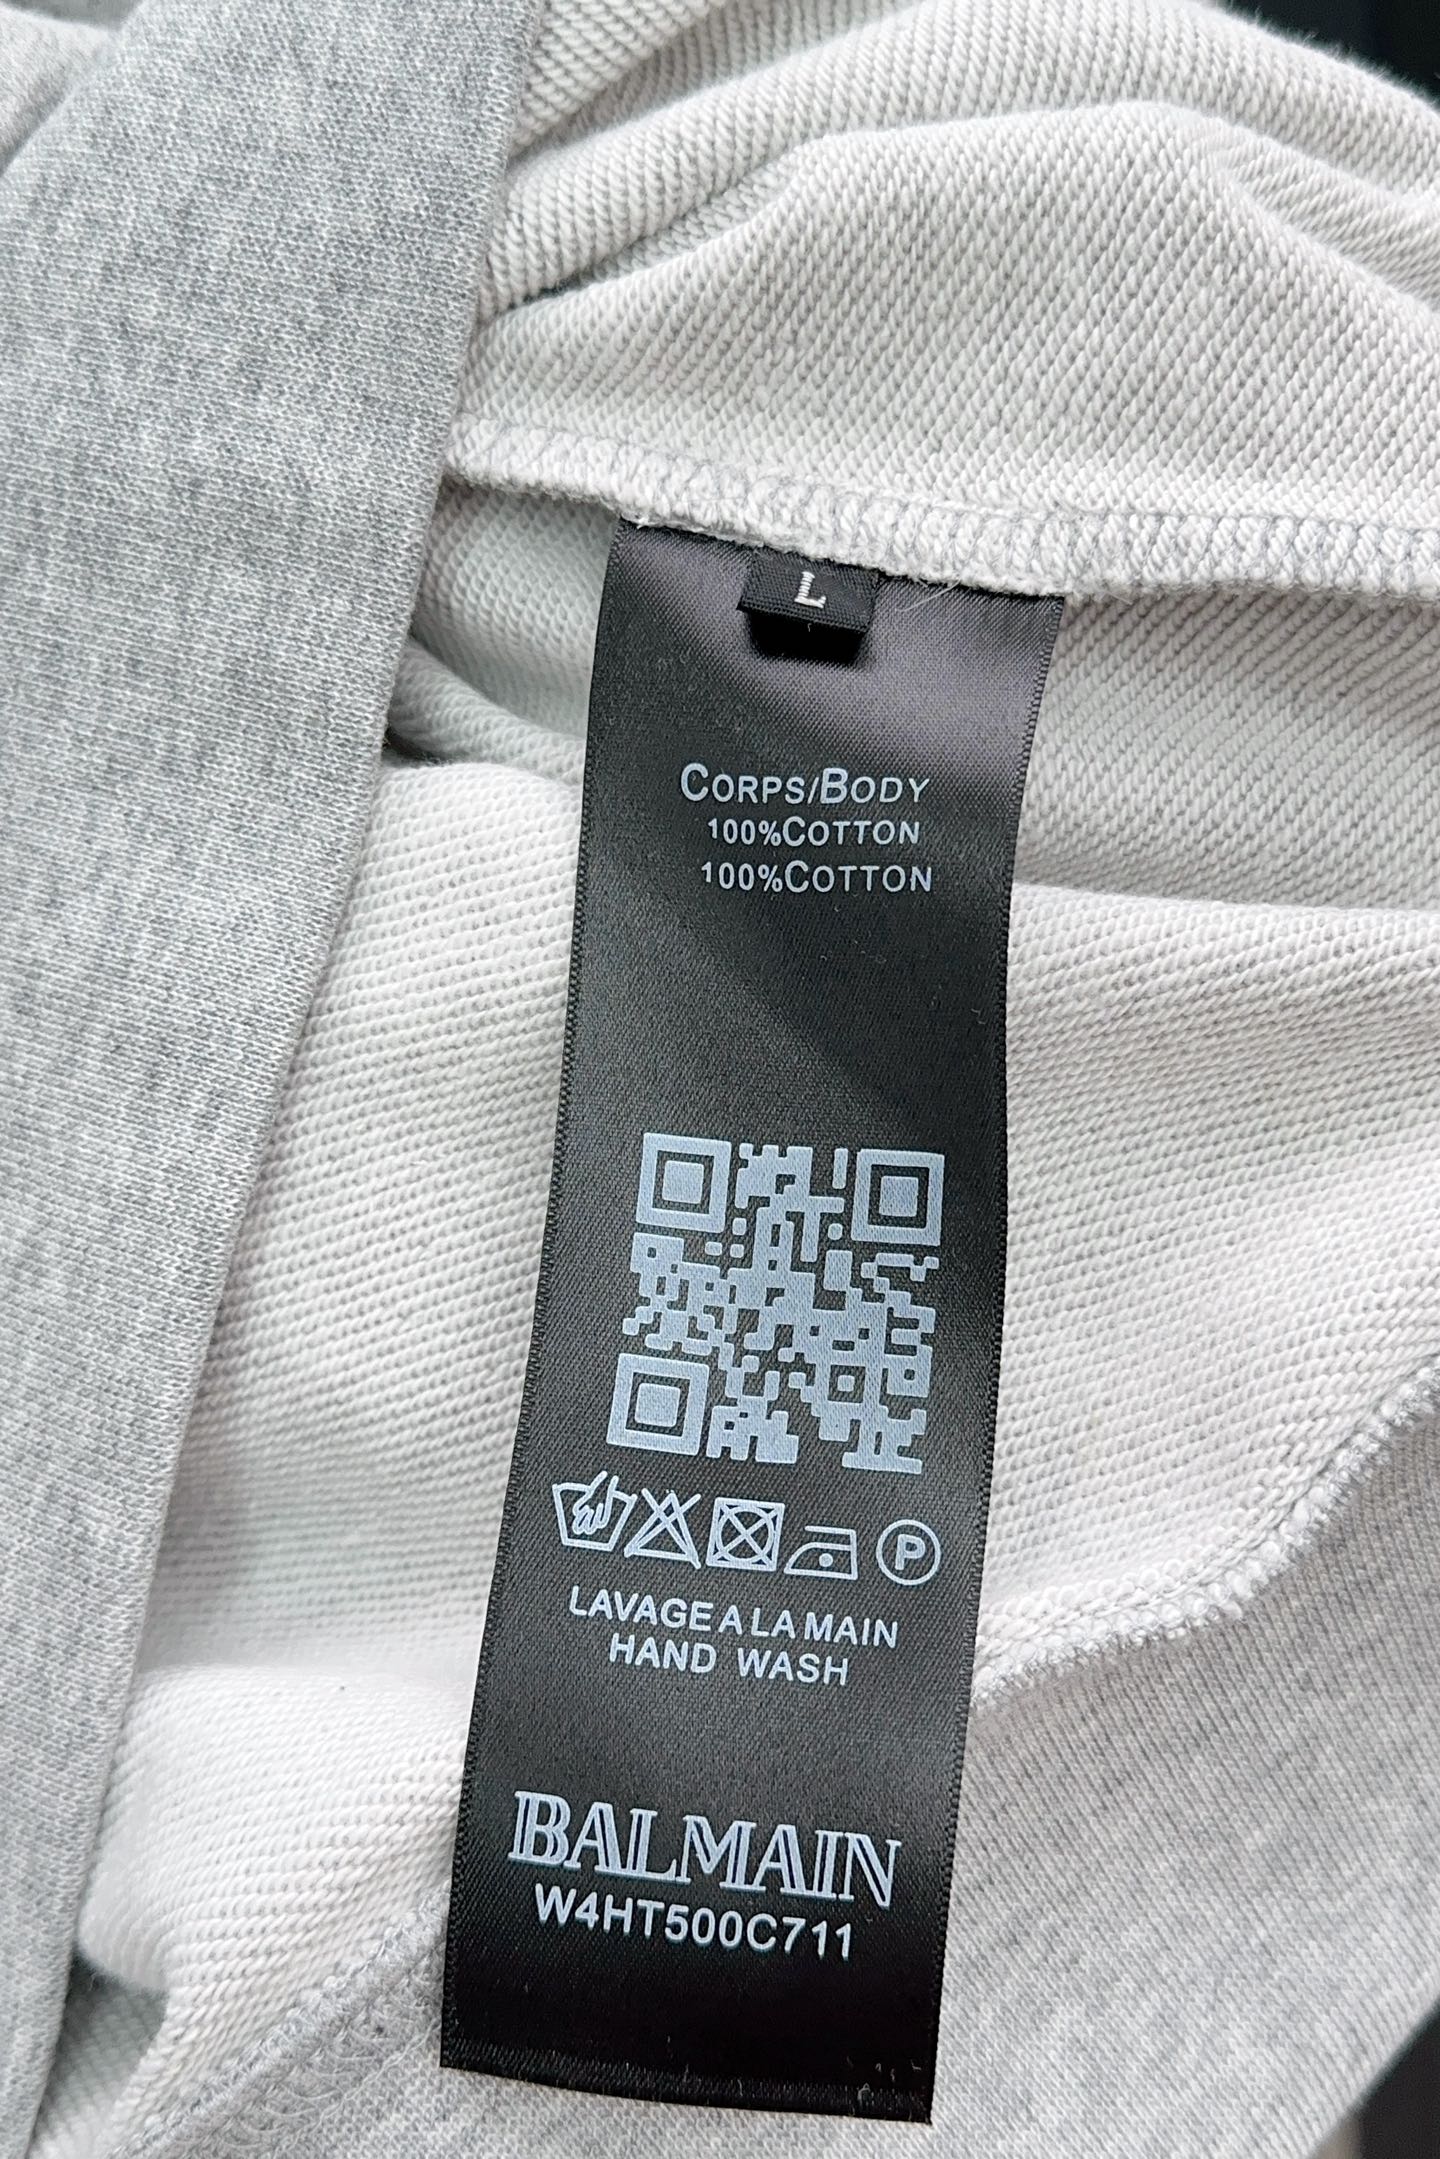 L
CORPS/BODY
100%COTTON
100%COTTON
P
LAVAGE A LA MAIN
HAND WASH
BALMAIN
W4HT500C711